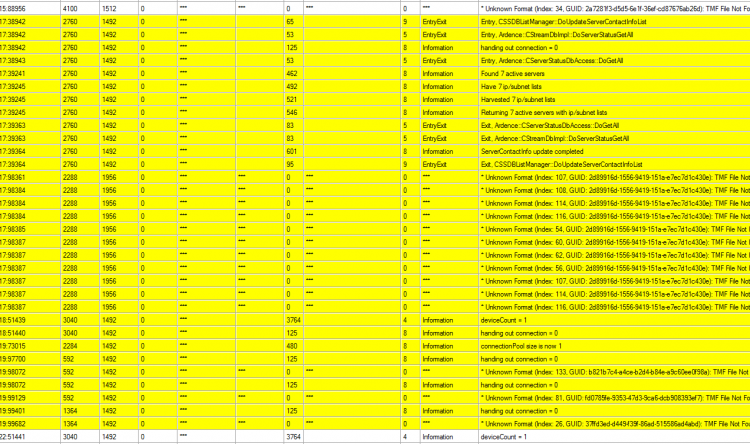 15:88956 4100 1512 0 *** *** *** 0 *** 0 *** * Unknown Format (Index: 34, GUID: 2a7281f3-d5d5-6e1f-36ef-cd87676ab26d): TMF File Not Fo
17:38942 2760 1492 0 *** 65 9 EntryExit Entry, CSSDBListManager::DoUpdateServerContactInfoList
17:38942 2760 1492 0 *** 53 5 EntryExit Entry, Ardence::CStreamDbImpl::DoServerStatusGetAll
17:38942 2760 1492 0 *** 125 8 Information handing out connection = 0
17:38943 2760 1492 0 *** 53 5 EntryExit Entry, Ardence::CServerStatusDbAccess::DoGetAll
17:39241 2760 1492 0 *** 462 8 Information Found 7 active servers
17:39245 2760 1492 0 *** 492 8 Information Have 7 ip/subnet lists
17:39245 2760 1492 0 *** 521 8 Information Harvested 7 ip/subnet lists
17:39245 2760 1492 0 *** 546 8 Information Returning 7 active servers with ip/subnet lists
17:39363 2760 1492 0 *** 83 5 EntryExit Exit, Ardence::CServerStatusDbAccess::DoGetAll
17:39363 2760 1492 0 *** 83 5 EntryExit Exit, Ardence::CStreamDbImpl::DoServerStatusGetAll
17:39364 2760 1492 0 *** 601 8 Information ServerContactInfo update completed
17:39364 2760 1492 0 *** 95 9 EntryExit Exit, CSSDBListManager::DoUpdateServerContactInfoList
17:98361 2288 1956 0 *** *** *** 0 *** 0 *** * Unknown Format (Index: 107, GUID: 2d89916d-1556-9419-151a-e7ec7d1c430e): TMF File Not
17:98384 2288 1956 0 *** *** *** 0 *** 0 *** * Unknown Format (Index: 108, GUID: 2d89916d-1556-9419-151a-e7ec7d1c430e): TMF File Not
17:98384 2288 1956 0 *** *** *** 0 *** 0 *** * Unknown Format (Index: 114, GUID: 2d89916d-1556-9419-151a-e7ec7d1c430e): TMF File Not
17:98384 2288 1956 0 *** *** *** 0 *** 0 *** * Unknown Format (Index: 116, GUID: 2d89916d-1556-9419-151a-e7ec7d1c430e): TMF File Not
17:98385 2288 1956 0 *** *** *** 0 *** 0 *** * Unknown Format (Index: 54, GUID: 2d89916d-1556-9419-151a-e7ec7d1c430e): TMF File Not F
17:98387 2288 1956 0 *** *** *** 0 *** 0 *** * Unknown Format (Index: 60, GUID: 2d89916d-1556-9419-151a-e7ec7d1c430e): TMF File Not F
17:98387 2288 1956 0 *** *** *** 0 *** 0 *** * Unknown Format (Index: 62, GUID: 2d89916d-1556-9419-151a-e7ec7d1c430e): TMF File Not F
17:98387 2288 1956 0 *** *** *** 0 *** 0 *** * Unknown Format (Index: 56, GUID: 2d89916d-1556-9419-151a-e7ec7d1c430e): TMF File Not F
17:98387 2288 1956 0 *** *** *** 0 *** 0 *** * Unknown Format (Index: 107, GUID: 2d89916d-1556-9419-151a-e7ec7d1c430e): TMF File Not
17:98387 2288 1956 0 *** *** *** 0 *** 0 *** * Unknown Format (Index: 114, GUID: 2d89916d-1556-9419-151a-e7ec7d1c430e): TMF File Not
17:98387 2288 1956 0 *** *** *** 0 *** 0 *** * Unknown Format (Index: 116, GUID: 2d89916d-1556-9419-151a-e7ec7d1c430e): TMF File Not
18:51439 3040 1492 0 *** 3764 4 Information deviceCount = 1
18:51440 3040 1492 0 *** 125 8 Information handing out connection = 0
19:73015 2284 1492 0 *** 480 8 Information connectionPool size is now 1
19:97700 592 1492 0 *** 125 8 Information handing out connection = 0
19:98072 592 1492 0 *** *** *** 0 *** 0 *** * Unknown Format (Index: 133, GUID: b821b7c4-a4ce-b2d4-b84e-a9c60ee0f98a): TMF File Not
19:98072 592 1492 0 *** 125 8 Information handing out connection = 0
19:99129 592 1492 0 *** *** *** 0 *** 0 *** * Unknown Format (Index: 81, GUID: fd0785fe-9353-47d3-9ca6-dcb908393ef7): TMF File Not Fo
19:99401 1364 1492 0 *** 125 8 Information handing out connection = 0
19:99682 1364 1492 0 *** *** *** 0 *** 0 *** * Unknown Format (Index: 26, GUID: 37ffd3ed-d449439f-86ad-515586ad4abd): TMF File Not
22:51441 3040 1492 0 *** 3764 4 Information deviceCount = 1